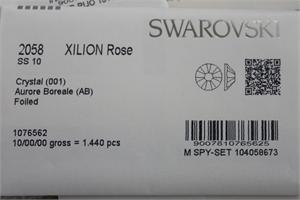 SWAROVSKI
2058 XILION Rose
SS 10
Crystal (001)
Aurore Boreale (AB)
Foiled
1076562
10/00/00 gross = 1.440 pcs
9007810765625
M SPY-SET 104058673